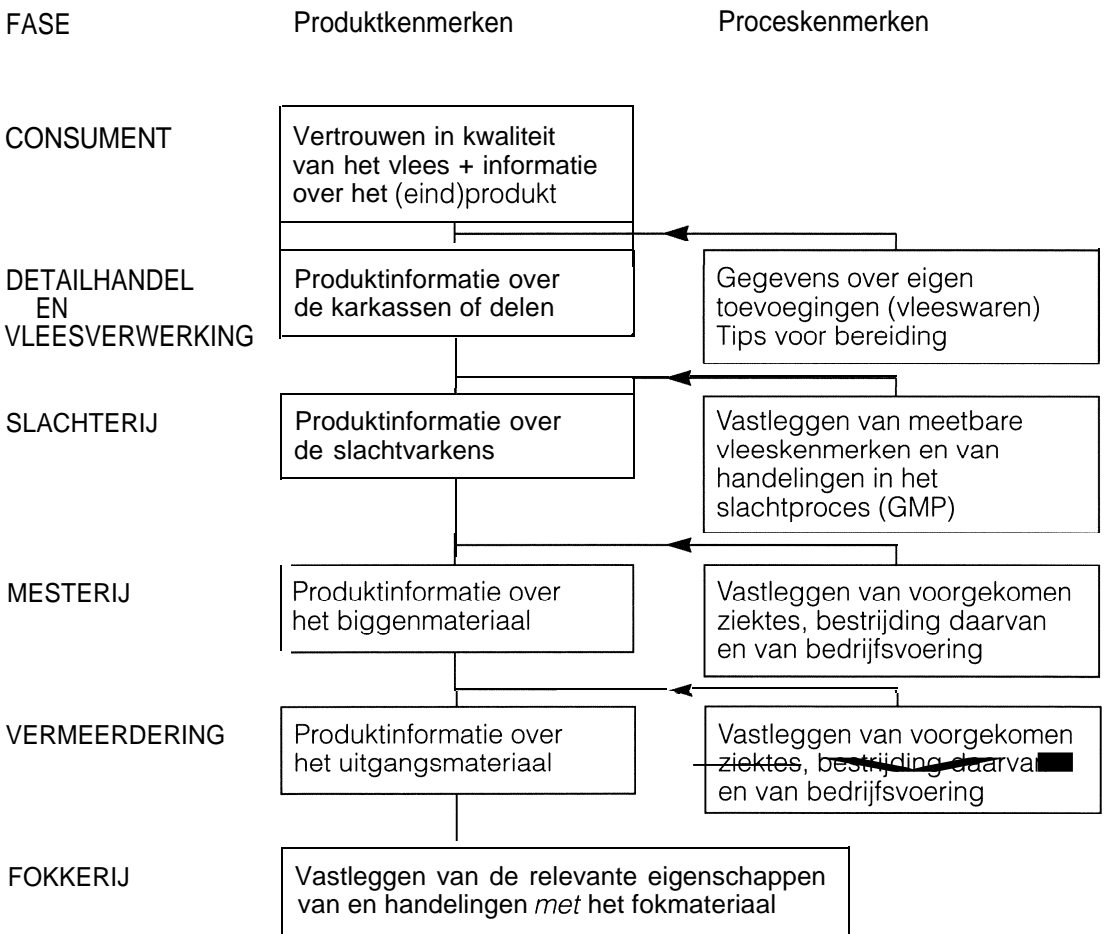 FASE Produktkenmerken Proceskenmerken
CONSUMENT
Vertrouwen in kwaliteit
van het vlees + informatie
over het (eind)produkt
DETAILHANDEL
EN
VLEESVERWERKING
Produktinformatie over
de karkassen of delen
Gegevens over eigen
toevoegingen (vleeswaren)
Tips voor bereiding
SLACHTERIJ
Produktinformatie over
de slachtvarkens
Vastleggen van meetbare
vleeskenmerken en van
handelingen in het
slachtproces (GMP)
MESTERIJ
Produktinformatie over
het biggenmateriaal
Vastleggen van voorgekomen
ziektes, bestrijding daarvan
en van bedrijfsvoering
VERMEERDERING
Produktinformatie over
het uitgangsmateriaal
Vastleggen van voorgekomen
ziektes, bestrijding daarvan
en van bedrijfsvoering
FOKKERIJ
Vastleggen van de relevante eigenschappen
van en handelingen met het fokmateriaal